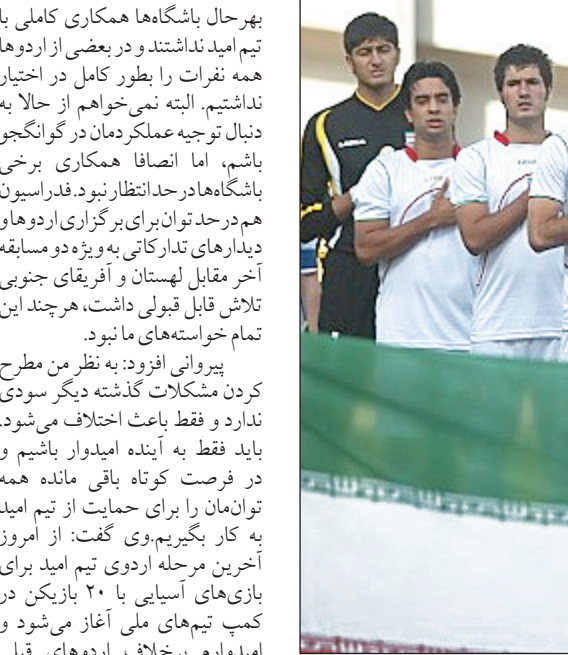 بهرحال باشگاه‌ها همکاری کاملی با
تیم امید نداشتند و در بعضی از اردوها
همه نفرات را بطور کامل در اختیار
نداشتیم. البته نمی‌خواهم از حالا به
دنبال توجیه عملکردمان در گوانگجو
باشم، اما انصافا همکاری برخی
باشگاه‌ها در حد انتظار نبود. فدراسیون
هم در حد توان برای برگزاری اردوها و
دیدارهای تدارکاتی به‌ویژه دو مسابقه
آخر مقابل لهستان و آفریقای جنوبی
تلاش قابل قبولی داشت، هرچند این
تمام خواسته‌های ما نبود.
پیروانی افزود: به نظر من مطرح
کردن مشکلات گذشته دیگر سودی
ندارد و فقط باعث اختلاف می‌شود.
باید فقط به آینده امیدوار باشیم و
در فرصت کوتاه باقی مانده همه
توان‌مان را برای حمایت از تیم امید
به کار بگیریم.وی گفت: از امروز
آخرین مرحله اردوی تیم امید برای
بازی‌های آسیایی با ۲۰ بازیکن در
کمپ تیم‌های ملی آغاز می‌شود و
امیدوارم برخلاف اردوهای قبلی